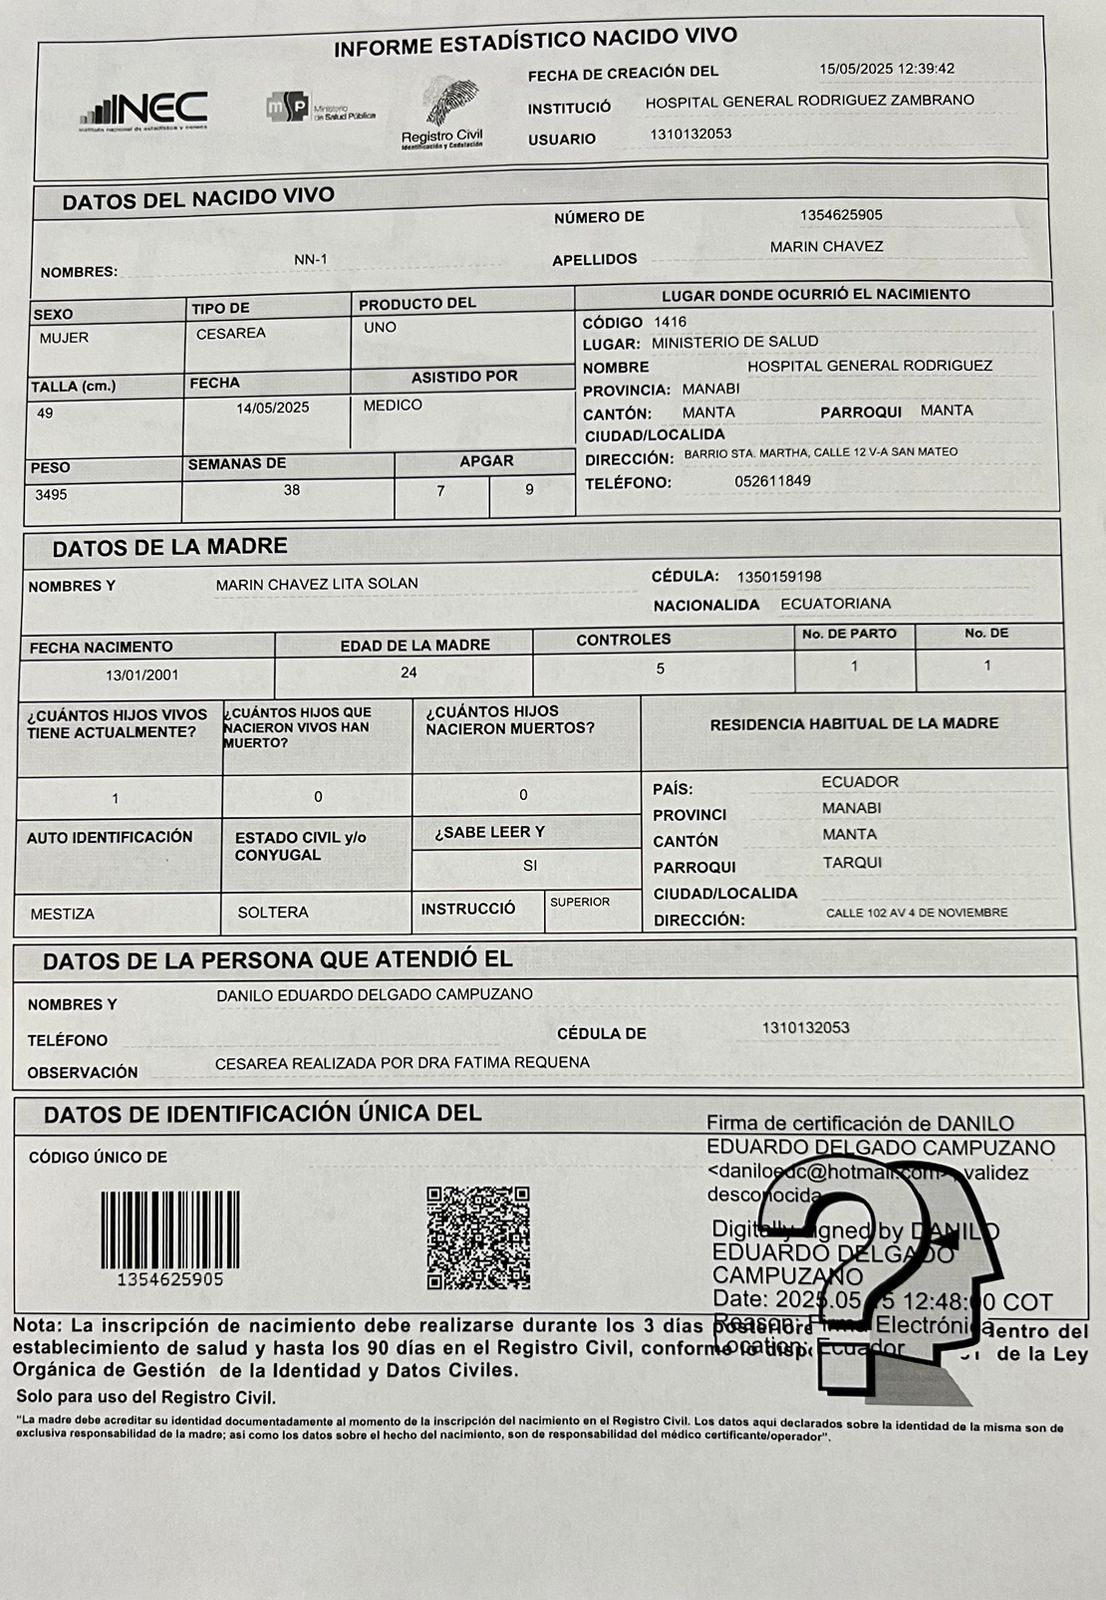 INFORME ESTADÍSTICO NACIDO VIVO
INEC
Instituto nacional de estadística y censos
msp Ministerio de Salud Pública
Registro Civil
Identificación y Cedulación
FECHA DE CREACIÓN DEL 15/05/2025 12:39:42
INSTITUCIÓ HOSPITAL GENERAL RODRIGUEZ ZAMBRANO
USUARIO 1310132053
DATOS DEL NACIDO VIVO
NÚMERO DE 1354625905
NOMBRES: NN-1 APELLIDOS MARIN CHAVEZ
SEXO TIPO DE PRODUCTO DEL LUGAR DONDE OCURRIÓ EL NACIMIENTO
MUJER CESAREA UNO
CÓDIGO 1416
LUGAR: MINISTERIO DE SALUD
NOMBRE HOSPITAL GENERAL RODRIGUEZ
TALLA (cm.) FECHA ASISTIDO POR
49 14/05/2025 MEDICO
PROVINCIA: MANABI
CANTÓN: MANTA PARROQUI MANTA
CIUDAD/LOCALIDA
DIRECCIÓN: BARRIO STA. MARTHA, CALLE 12 V-A SAN MATEO
TELÉFONO: 052611849
PESO SEMANAS DE APGAR
3495 38 7 9
DATOS DE LA MADRE
NOMBRES Y MARIN CHAVEZ LITA SOLAN CÉDULA: 1350159198
NACIONALIDA ECUATORIANA
FECHA NACIMENTO EDAD DE LA MADRE CONTROLES No. DE PARTO No. DE
13/01/2001 24 5 1 1
¿CUÁNTOS HIJOS VIVOS TIENE ACTUALMENTE?
¿CUÁNTOS HIJOS QUE NACIERON VIVOS HAN MUERTO?
¿CUÁNTOS HIJOS NACIERON MUERTOS?
RESIDENCIA HABITUAL DE LA MADRE
1 0 0
PAÍS: ECUADOR
PROVINCI MANABI
CANTÓN MANTA
PARROQUI TARQUI
CIUDAD/LOCALIDA
DIRECCIÓN: CALLE 102 AV 4 DE NOVIEMBRE
AUTO IDENTIFICACIÓN ESTADO CIVIL y/o CONYUGAL ¿SABE LEER Y
SI
MESTIZA SOLTERA INSTRUCCIÓ SUPERIOR
DATOS DE LA PERSONA QUE ATENDIÓ EL
NOMBRES Y DANILO EDUARDO DELGADO CAMPUZANO
TELÉFONO CÉDULA DE 1310132053
OBSERVACIÓN CESAREA REALIZADA POR DRA FATIMA REQUENA
DATOS DE IDENTIFICACIÓN ÚNICA DEL
CÓDIGO ÚNICO DE
1354625905
Firma de certificación de DANILO
EDUARDO DELGADO CAMPUZANO
<daniloedc@hotmail.com>, validez
desconocida
Digitally signed by DANILO
EDUARDO DELGADO
CAMPUZANO
Date: 2025.05.15 12:48:00 COT
Reason: Firma Electrónica
Location: Ecuador
Nota: La inscripción de nacimiento debe realizarse durante los 3 días del
establecimiento de salud y hasta los 90 días en el Registro Civil, conforme lo de la Ley
Orgánica de Gestión de la Identidad y Datos Civiles.
Solo para uso del Registro Civil.
"La madre debe acreditar su identidad documentadamente al momento de la inscripción del nacimiento en el Registro Civil. Los datos aquí declarados sobre la identidad de la misma son de
exclusiva responsabilidad de la madre; así como los datos sobre el hecho del nacimiento, son de responsabilidad del médico certificante/operador".